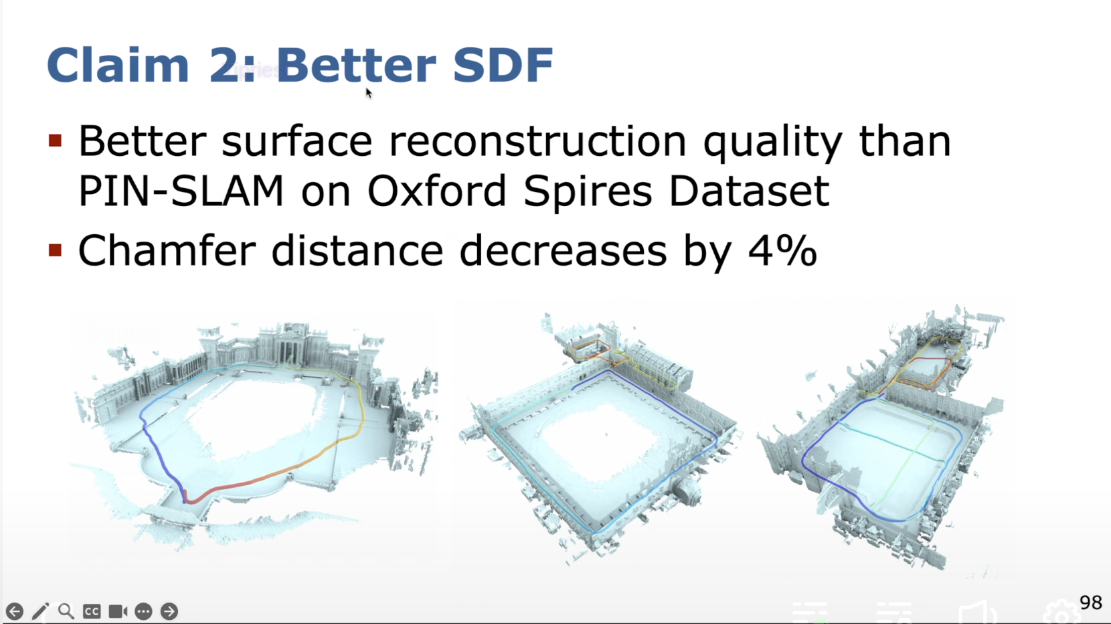 Claim 2: Better SDF
▪ Better surface reconstruction quality than
PIN-SLAM on Oxford Spires Dataset
▪ Chamfer distance decreases by 4%
CC
98